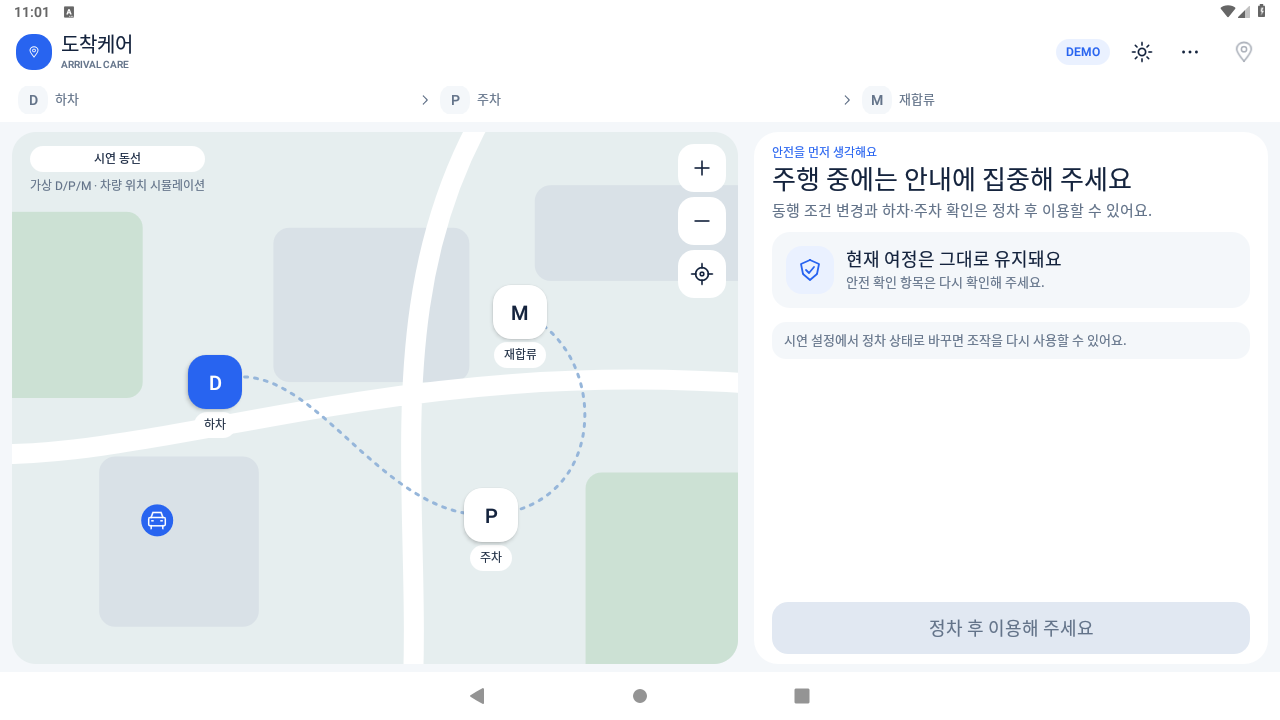 11:01
도착케어
ARRIVAL CARE
DEMO
D 하차
P 주차
M 재합류
시연 동선
가상 D/P/M · 차량 위치 시뮬레이션
M
재합류
D
하차
P
주차
안전을 먼저 생각해요
주행 중에는 안내에 집중해 주세요
동행 조건 변경과 하차·주차 확인은 정차 후 이용할 수 있어요.
현재 여정은 그대로 유지돼요
안전 확인 항목은 다시 확인해 주세요.
시연 설정에서 정차 상태로 바꾸면 조작을 다시 사용할 수 있어요.
정차 후 이용해 주세요